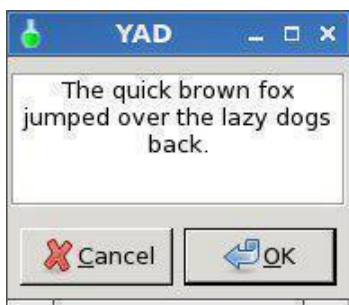 YAD
The quick brown fox
jumped over the lazy dogs
back.
Cancel
OK